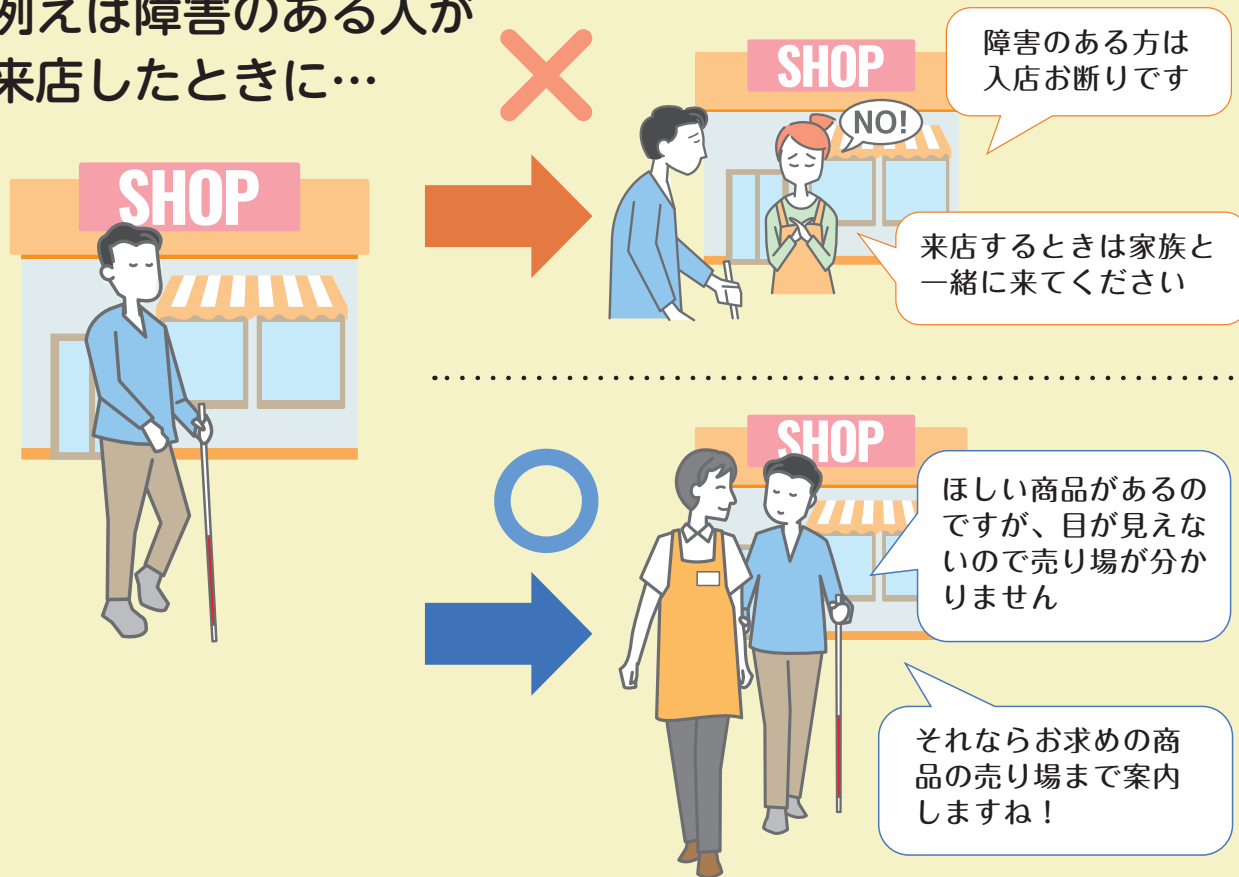 例えば障害のある人が
来店したときに…
SHOP
SHOP
NO!
障害のある方は
入店お断りです
来店するときは家族と
一緒に来てください
SHOP
ほしい商品があるの
ですが、目が見えな
いので売り場が分か
りません
それならお求めの商
品の売り場まで案内
しますね！